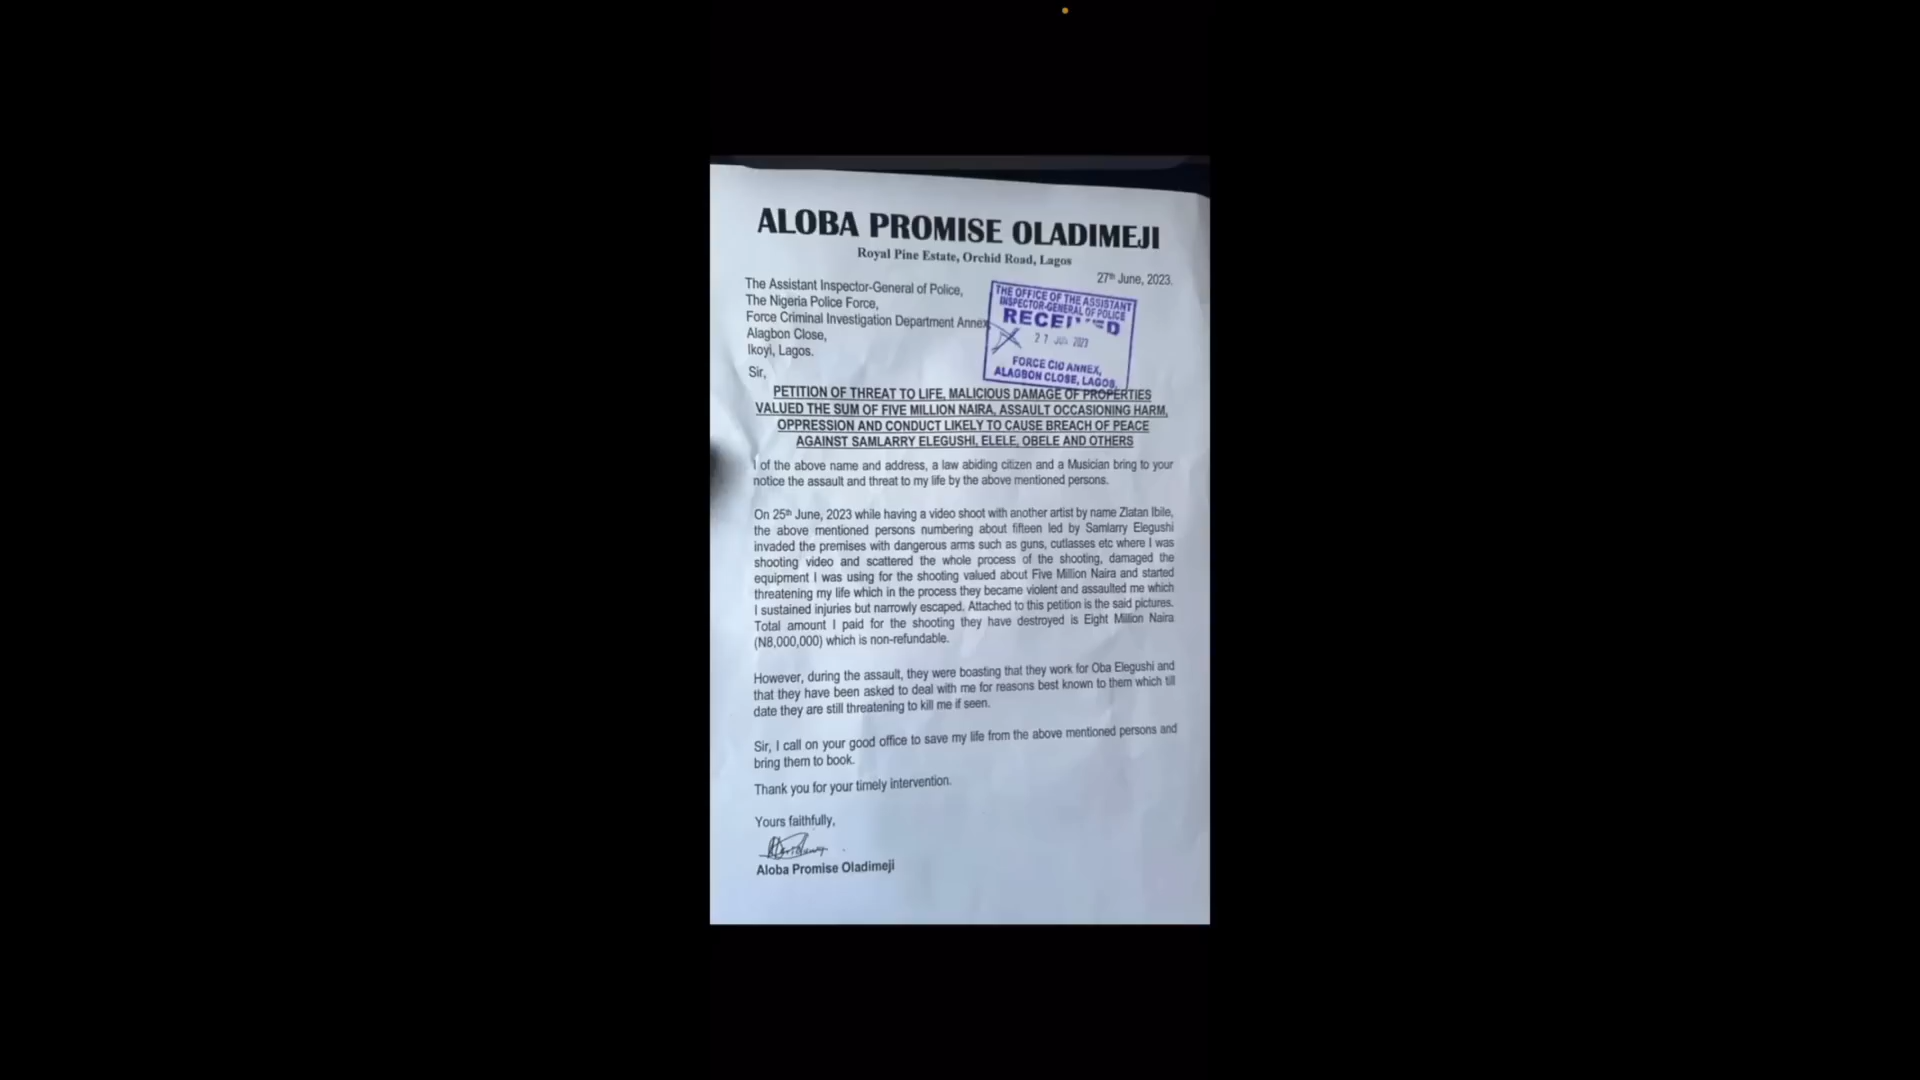 ALOBA PROMISE OLADIMEJI
Royal Pine Estate, Orchid Road, Lagos
27th June, 2023.
The Assistant Inspector-General of Police,
The Nigeria Police Force,
Force Criminal Investigation Department Annex
Alagbon Close,
Ikoyi, Lagos.
THE OFFICE OF THE ASSISTANT
INSPECTOR-GENERAL OF POLICE
RECEIVED
27 JUN 2023
FORCE CID ANNEX,
ALAGBON CLOSE, LAGOS.
Sir,
PETITION OF THREAT TO LIFE, MALICIOUS DAMAGE OF PROPERTIES
VALUED THE SUM OF FIVE MILLION NAIRA, ASSAULT OCCASIONING HARM,
OPPRESSION AND CONDUCT LIKELY TO CAUSE BREACH OF PEACE
AGAINST SAMLARRY ELEGUSHI, ELELE, OBELE AND OTHERS
I of the above name and address, a law abiding citizen and a Musician bring to your
notice the assault and threat to my life by the above mentioned persons.
On 25th June, 2023 while having a video shoot with another artist by name Zlatan Ibile,
the above mentioned persons numbering about fifteen led by Samlarry Elegushi
invaded the premises with dangerous arms such as guns, cutlasses etc where I was
shooting video and scattered the whole process of the shooting, damaged the
equipment I was using for the shooting valued about Five Million Naira and started
threatening my life which in the process they became violent and assaulted me which
I sustained injuries but narrowly escaped. Attached to this petition is the said pictures.
Total amount I paid for the shooting they have destroyed is Eight Million Naira
(N8,000,000) which is non-refundable.
However, during the assault, they were boasting that they work for Oba Elegushi and
that they have been asked to deal with me for reasons best known to them which till
date they are still threatening to kill me if seen.
Sir, I call on your good office to save my life from the above mentioned persons and
bring them to book.
Thank you for your timely intervention.
Yours faithfully,
Aloba Promise Oladimeji